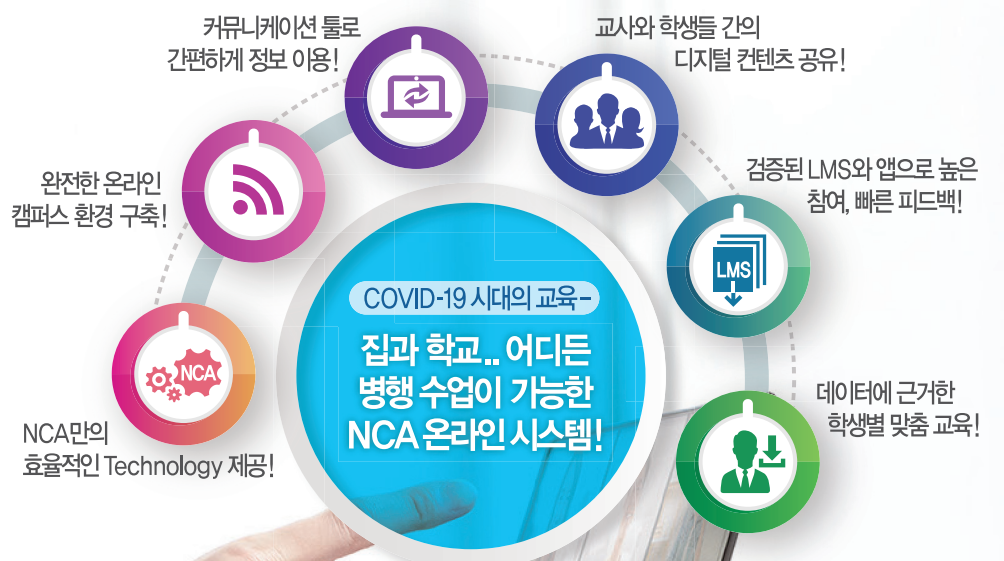 커뮤니케이션 툴로
간편하게 정보 이용!
교사와 학생들 간의
디지털 컨텐츠 공유!
완전한 온라인
캠퍼스 환경 구축!
검증된 LMS와 앱으로 높은
참여, 빠른 피드백!
LMS
COVID-19 시대의 교육-
집과 학교.. 어디든
병행 수업이 가능한
NCA 온라인 시스템!
NCA
NCA만의
효율적인 Technology 제공!
데이터에 근거한
학생별 맞춤 교육!